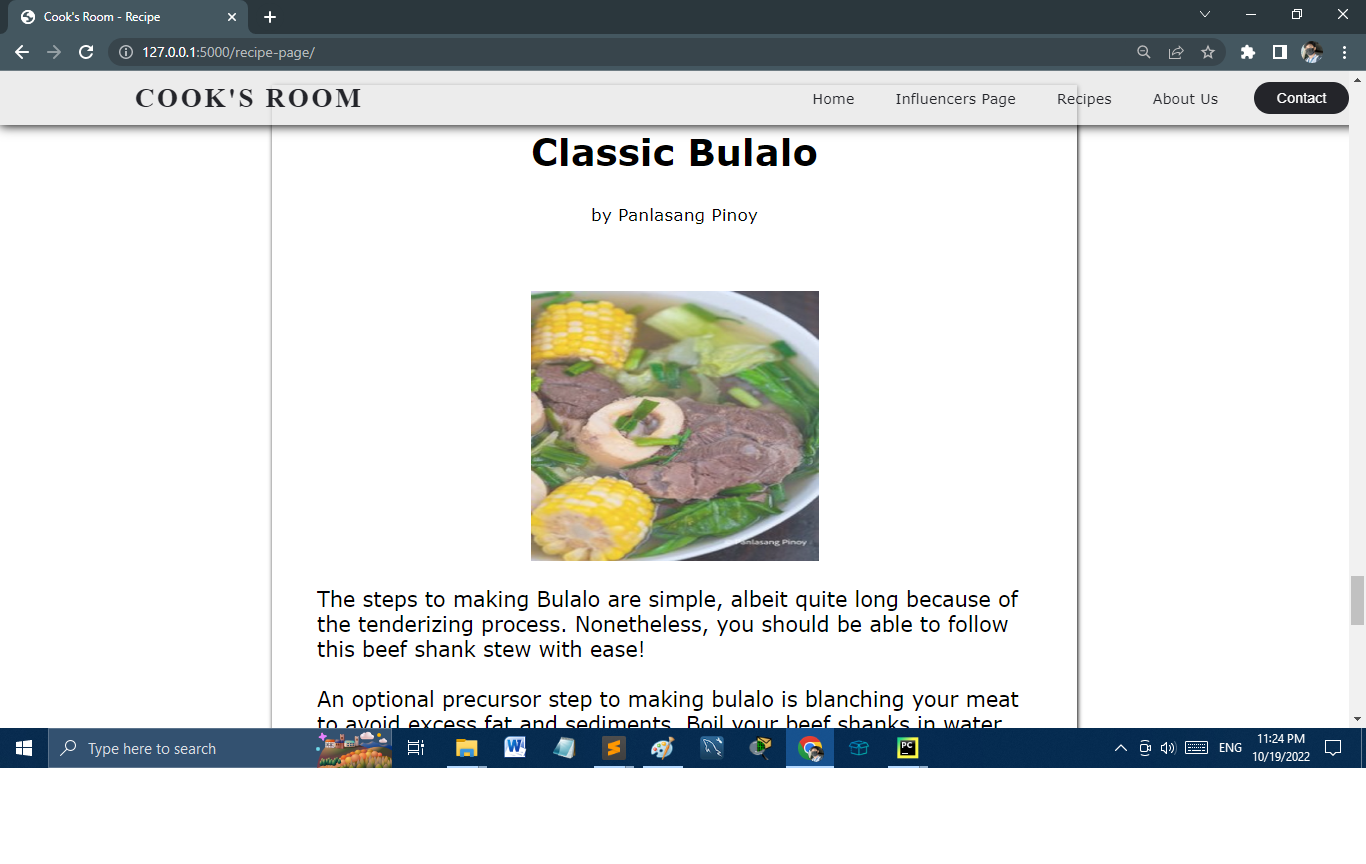 Cook's Room - Recipe
127.0.0.1:5000/recipe-page/
COOK'S ROOM
Home
Influencers Page
Recipes
About Us
Contact
Classic Bulalo
by Panlasang Pinoy
Panlasang Pinoy
The steps to making Bulalo are simple, albeit quite long because of
the tenderizing process. Nonetheless, you should be able to follow
this beef shank stew with ease!
An optional precursor step to making bulalo is blanching your meat
to avoid excess fat and sediments. Boil your beef shanks in water
Type here to search
W
S
PC
ENG
11:24 PM
10/19/2022